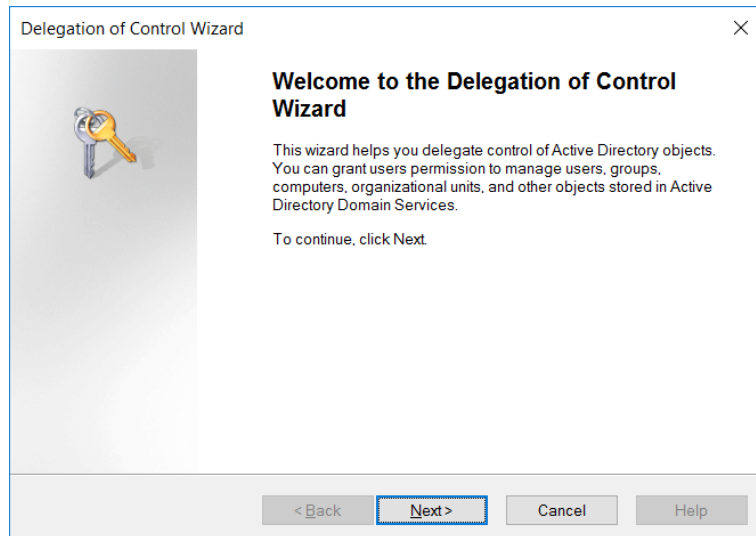 Delegation of Control Wizard
Welcome to the Delegation of Control
Wizard
This wizard helps you delegate control of Active Directory objects.
You can grant users permission to manage users, groups,
computers, organizational units, and other objects stored in Active
Directory Domain Services.
To continue, click Next.
< Back Next > Cancel Help